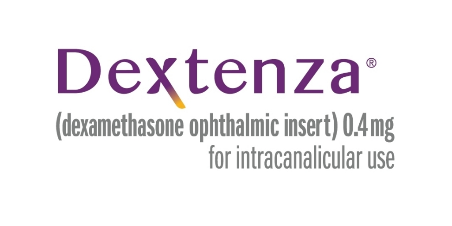 Dextenza®
(dexamethasone ophthalmic insert) 0.4 mg
for intracanalicular use